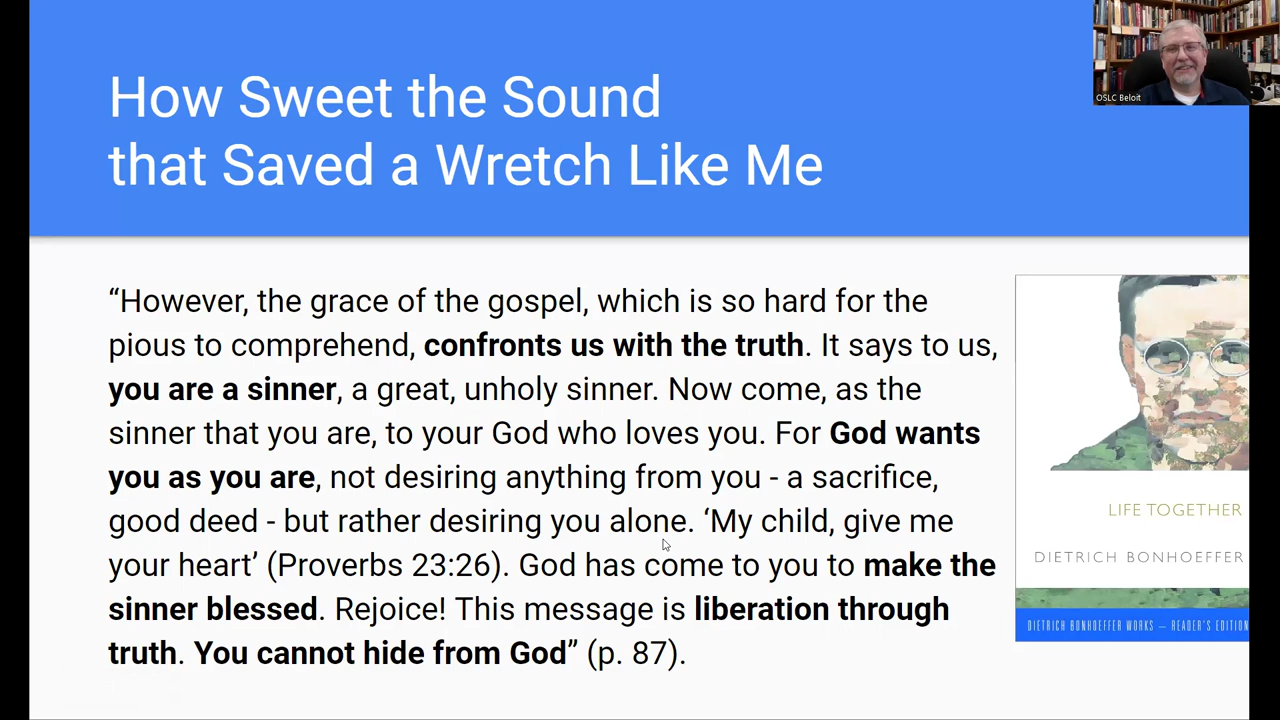 How Sweet the Sound
that Saved a Wretch Like Me
OSLC Beloit
“However, the grace of the gospel, which is so hard for the
pious to comprehend, confronts us with the truth. It says to us,
you are a sinner, a great, unholy sinner. Now come, as the
sinner that you are, to your God who loves you. For God wants
you as you are, not desiring anything from you - a sacrifice,
good deed - but rather desiring you alone. ‘My child, give me
your heart’ (Proverbs 23:26). God has come to you to make the
sinner blessed. Rejoice! This message is liberation through
truth. You cannot hide from God” (p. 87).
LIFE TOGETHER
DIETRICH BONHOEFFER
DIETRICH BONHOEFFER WORKS — READER'S EDITION